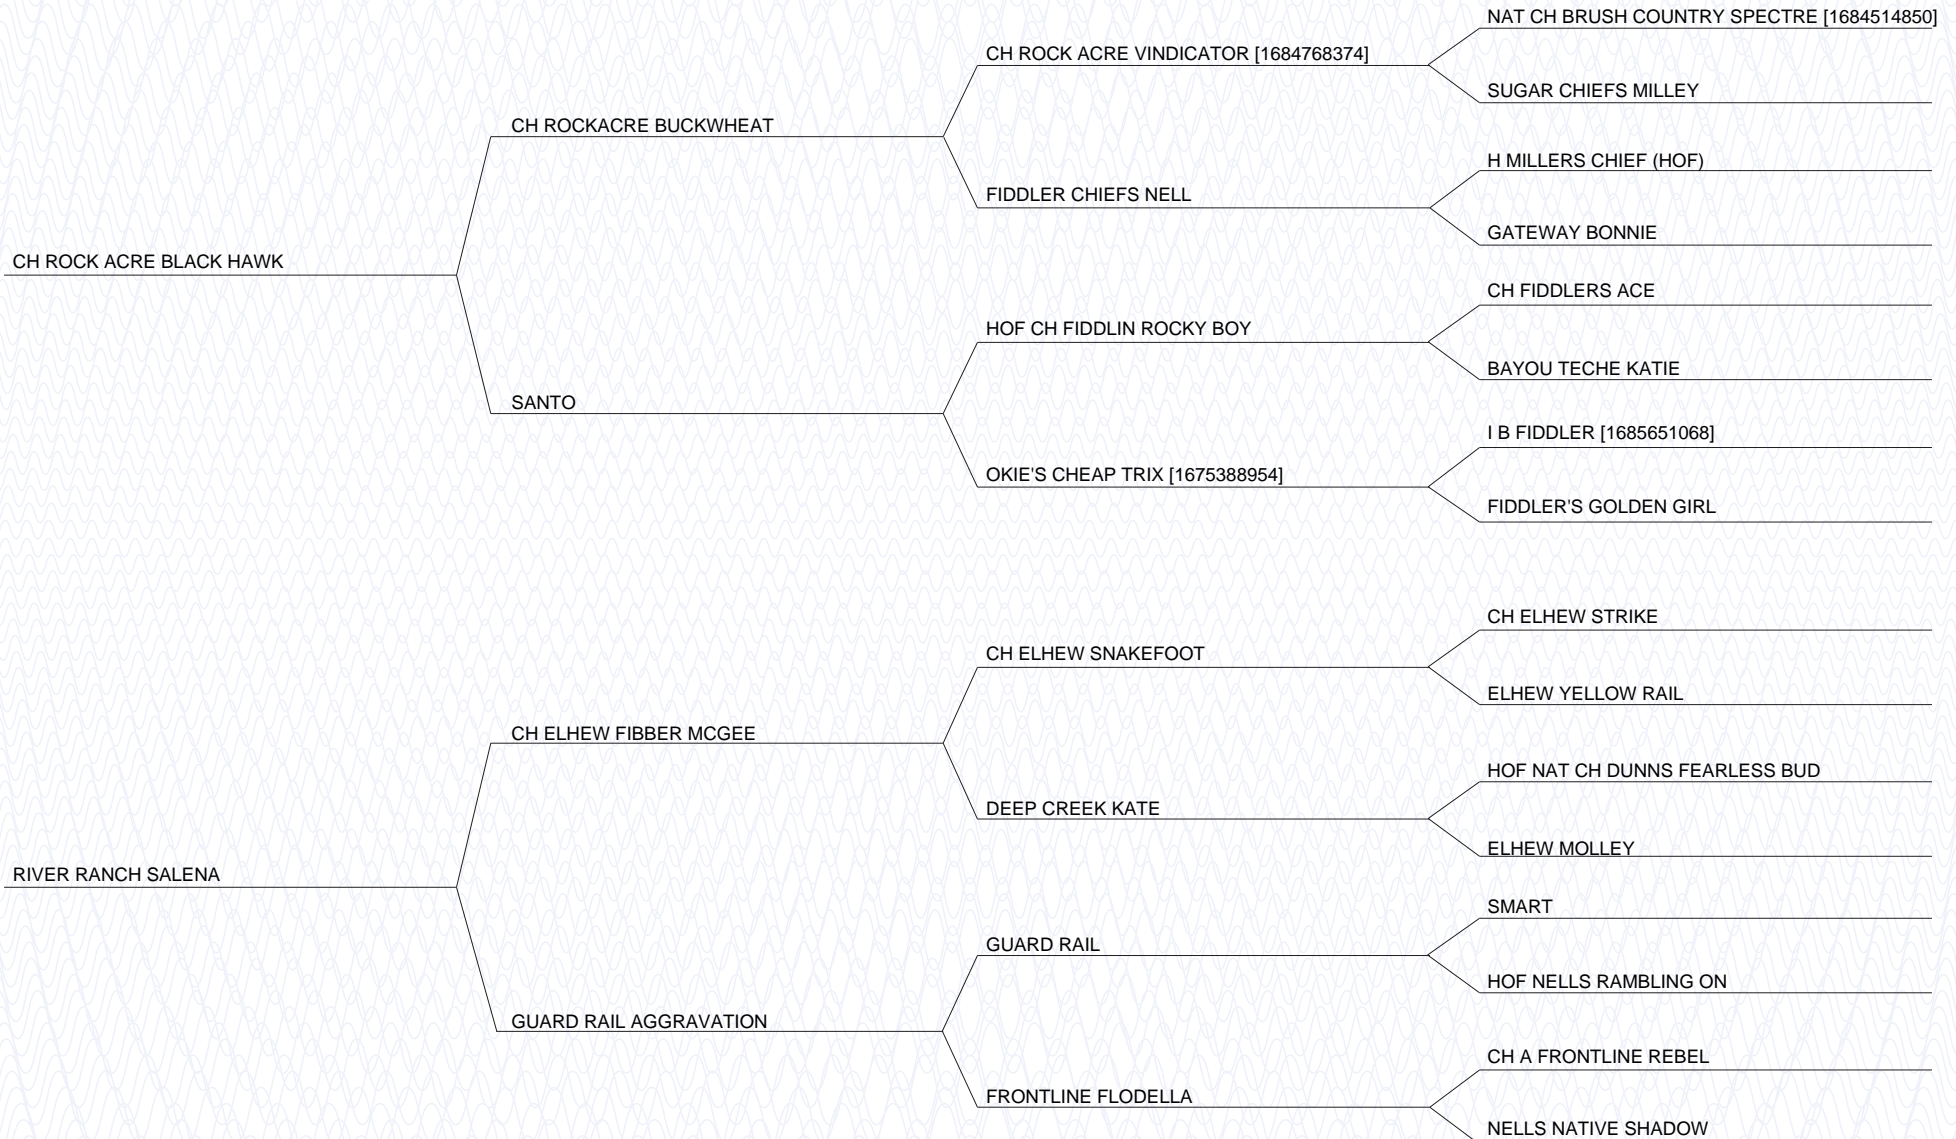 NAT CH BRUSH COUNTRY SPECTRE [1684514850]
CH ROCK ACRE VINDICATOR [1684768374]
SUGAR CHIEFS MILLEY
CH ROCKACRE BUCKWHEAT
H MILLERS CHIEF (HOF)
FIDDLER CHIEFS NELL
GATEWAY BONNIE
CH ROCK ACRE BLACK HAWK
CH FIDDLERS ACE
HOF CH FIDDLIN ROCKY BOY
BAYOU TECHE KATIE
SANTO
I B FIDDLER [1685651068]
OKIE'S CHEAP TRIX [1675388954]
FIDDLER'S GOLDEN GIRL
CH ELHEW STRIKE
CH ELHEW SNAKEFOOT
ELHEW YELLOW RAIL
CH ELHEW FIBBER MCGEE
HOF NAT CH DUNNS FEARLESS BUD
DEEP CREEK KATE
ELHEW MOLLEY
RIVER RANCH SALENA
SMART
GUARD RAIL
HOF NELLS RAMBLING ON
GUARD RAIL AGGRAVATION
CH A FRONTLINE REBEL
FRONTLINE FLODELLA
NELLS NATIVE SHADOW